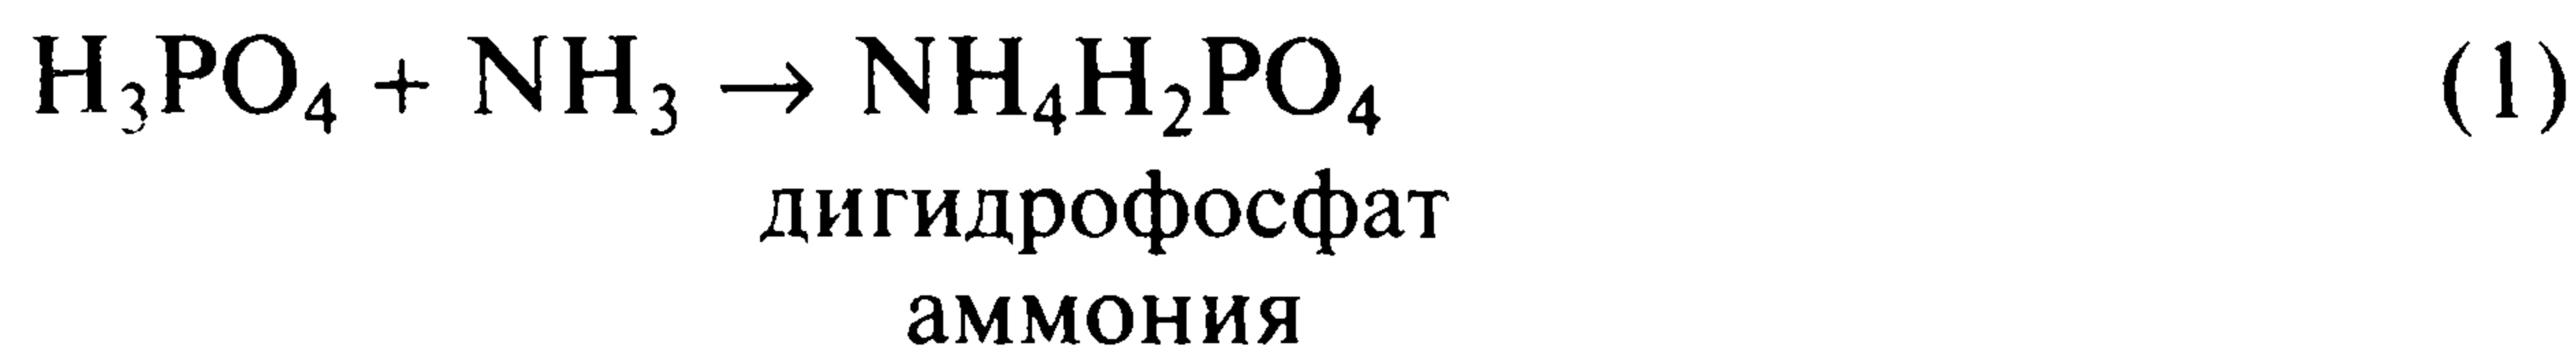 H₃PO₄ + NH₃ → NH₄H₂PO₄ (1)
дигидрофосфат
аммония